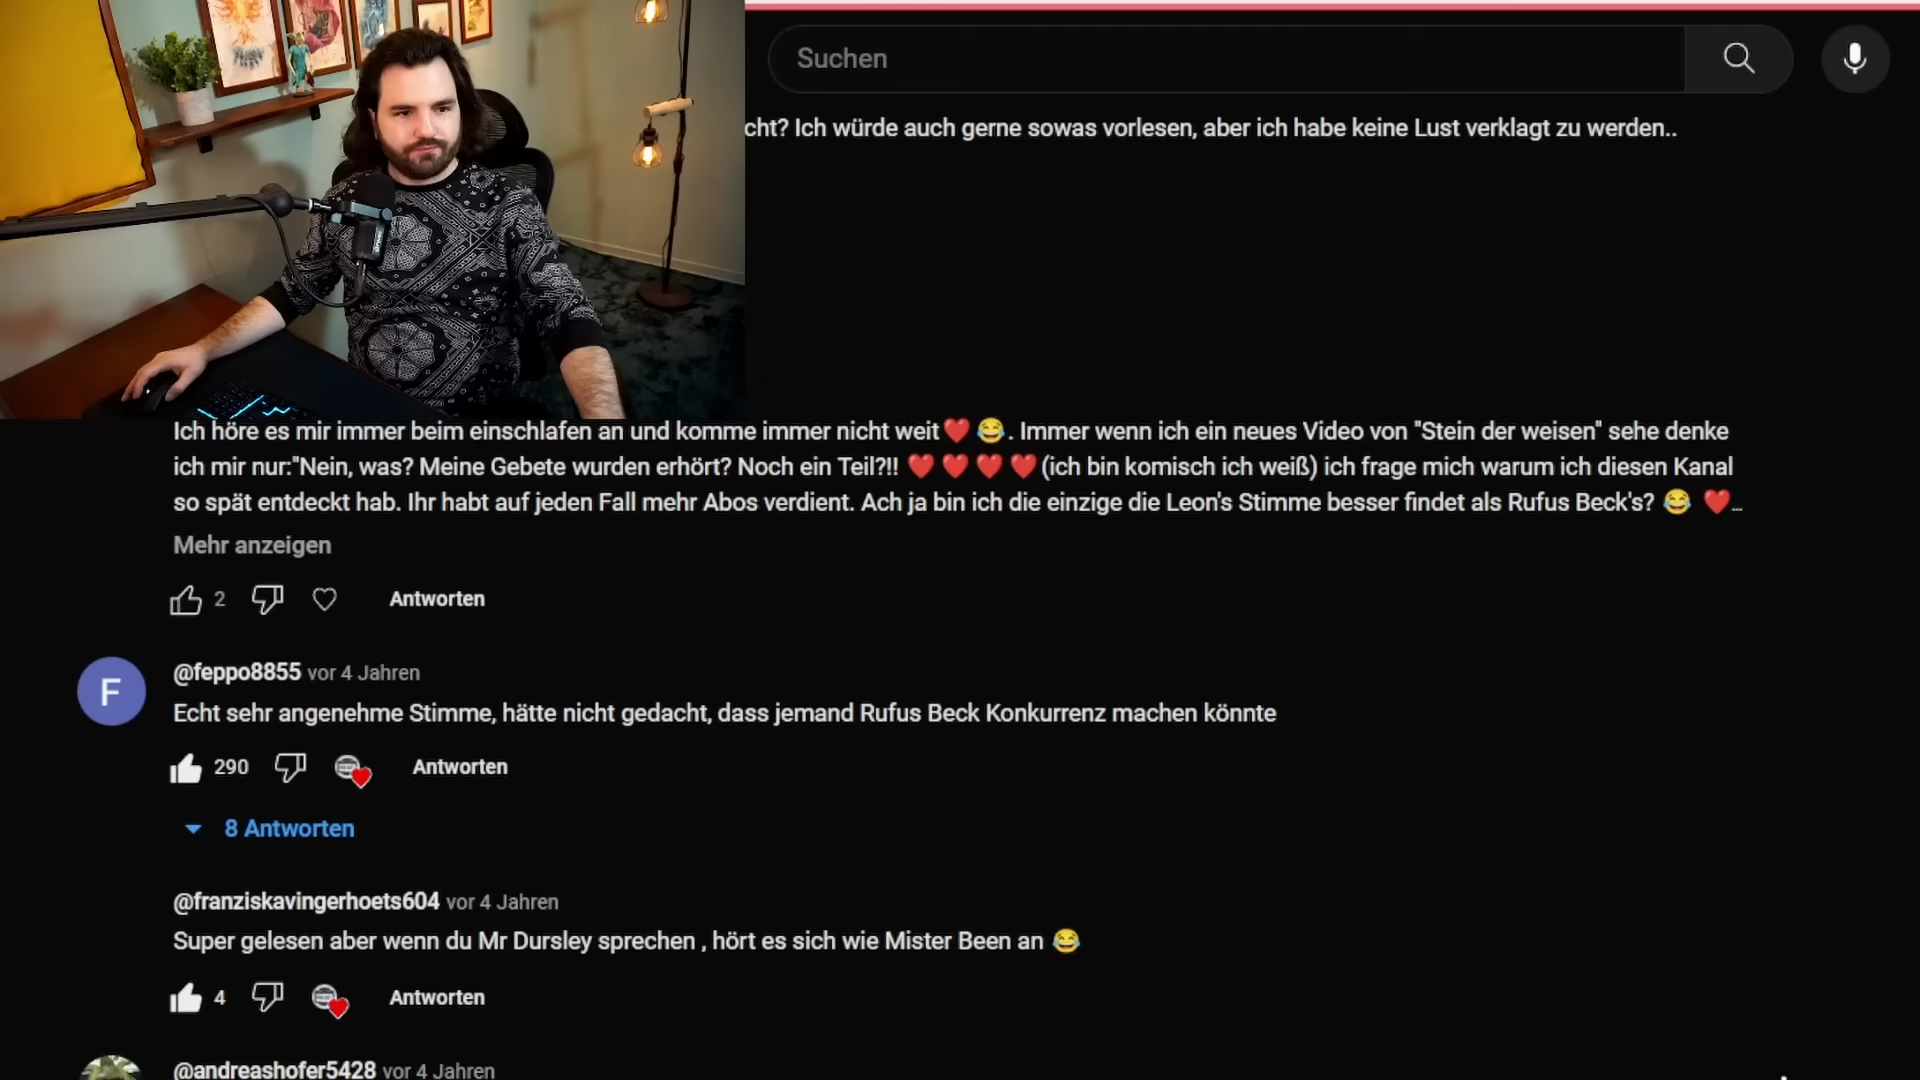 Suchen
cht? Ich würde auch gerne sowas vorlesen, aber ich habe keine Lust verklagt zu werden..
Ich höre es mir immer beim einschlafen an und komme immer nicht weit❤️ 😂. Immer wenn ich ein neues Video von "Stein der weisen" sehe denke
ich mir nur:"Nein, was? Meine Gebete wurden erhört? Noch ein Teil?!! ❤️ ❤️ ❤️ ❤️(ich bin komisch ich weiß) ich frage mich warum ich diesen Kanal
so spät entdeckt hab. Ihr habt auf jeden Fall mehr Abos verdient. Ach ja bin ich die einzige die Leon's Stimme besser findet als Rufus Beck's? 😂 ❤️...
Mehr anzeigen
2 Antworten
F
@feppo8855 vor 4 Jahren
Echt sehr angenehme Stimme, hätte nicht gedacht, dass jemand Rufus Beck Konkurrenz machen könnte
290 Antworten
8 Antworten
@franziskavingerhoets604 vor 4 Jahren
Super gelesen aber wenn du Mr Dursley sprechen , hört es sich wie Mister Been an 😂
4 Antworten
@andreashofer5428 vor 4 Jahren